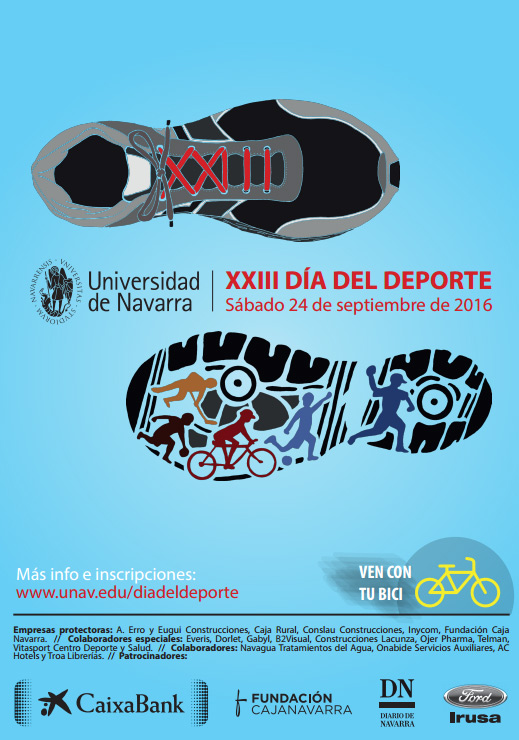 XXIII
Universidad
de Navarra
XXIII DÍA DEL DEPORTE
Sábado 24 de septiembre de 2016
VNIVERSITAS STVDIORVM NAVARRENSIS
Más info e inscripciones:
www.unav.edu/diadeldeporte
VEN CON
TU BICI
Empresas protectoras: A. Erro y Eugui Construcciones, Caja Rural, Conslau Construcciones, Inycom, Fundación Caja
Navarra. // Colaboradores especiales: Everis, Dorlet, Gabyl, B2Visual, Construcciones Lacunza, Ojer Pharma, Telman,
Vitasport Centro Deporte y Salud. // Colaboradores: Navagua Tratamientos del Agua, Onabide Servicios Auxiliares, AC
Hotels y Troa Librerías. // Patrocinadores:
CaixaBank
FUNDACIÓN
CAJANAVARRA
DN
DIARIO DE
NAVARRA
Ford
Irusa